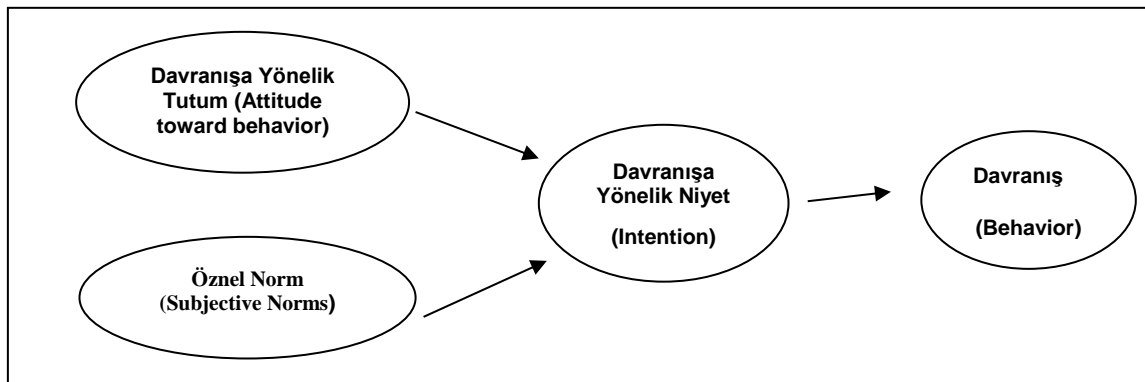 Davranışa Yönelik
Tutum (Attitude
toward behavior)
Öznel Norm
(Subjective Norms)
Davranışa
Yönelik Niyet
(Intention)
Davranış
(Behavior)